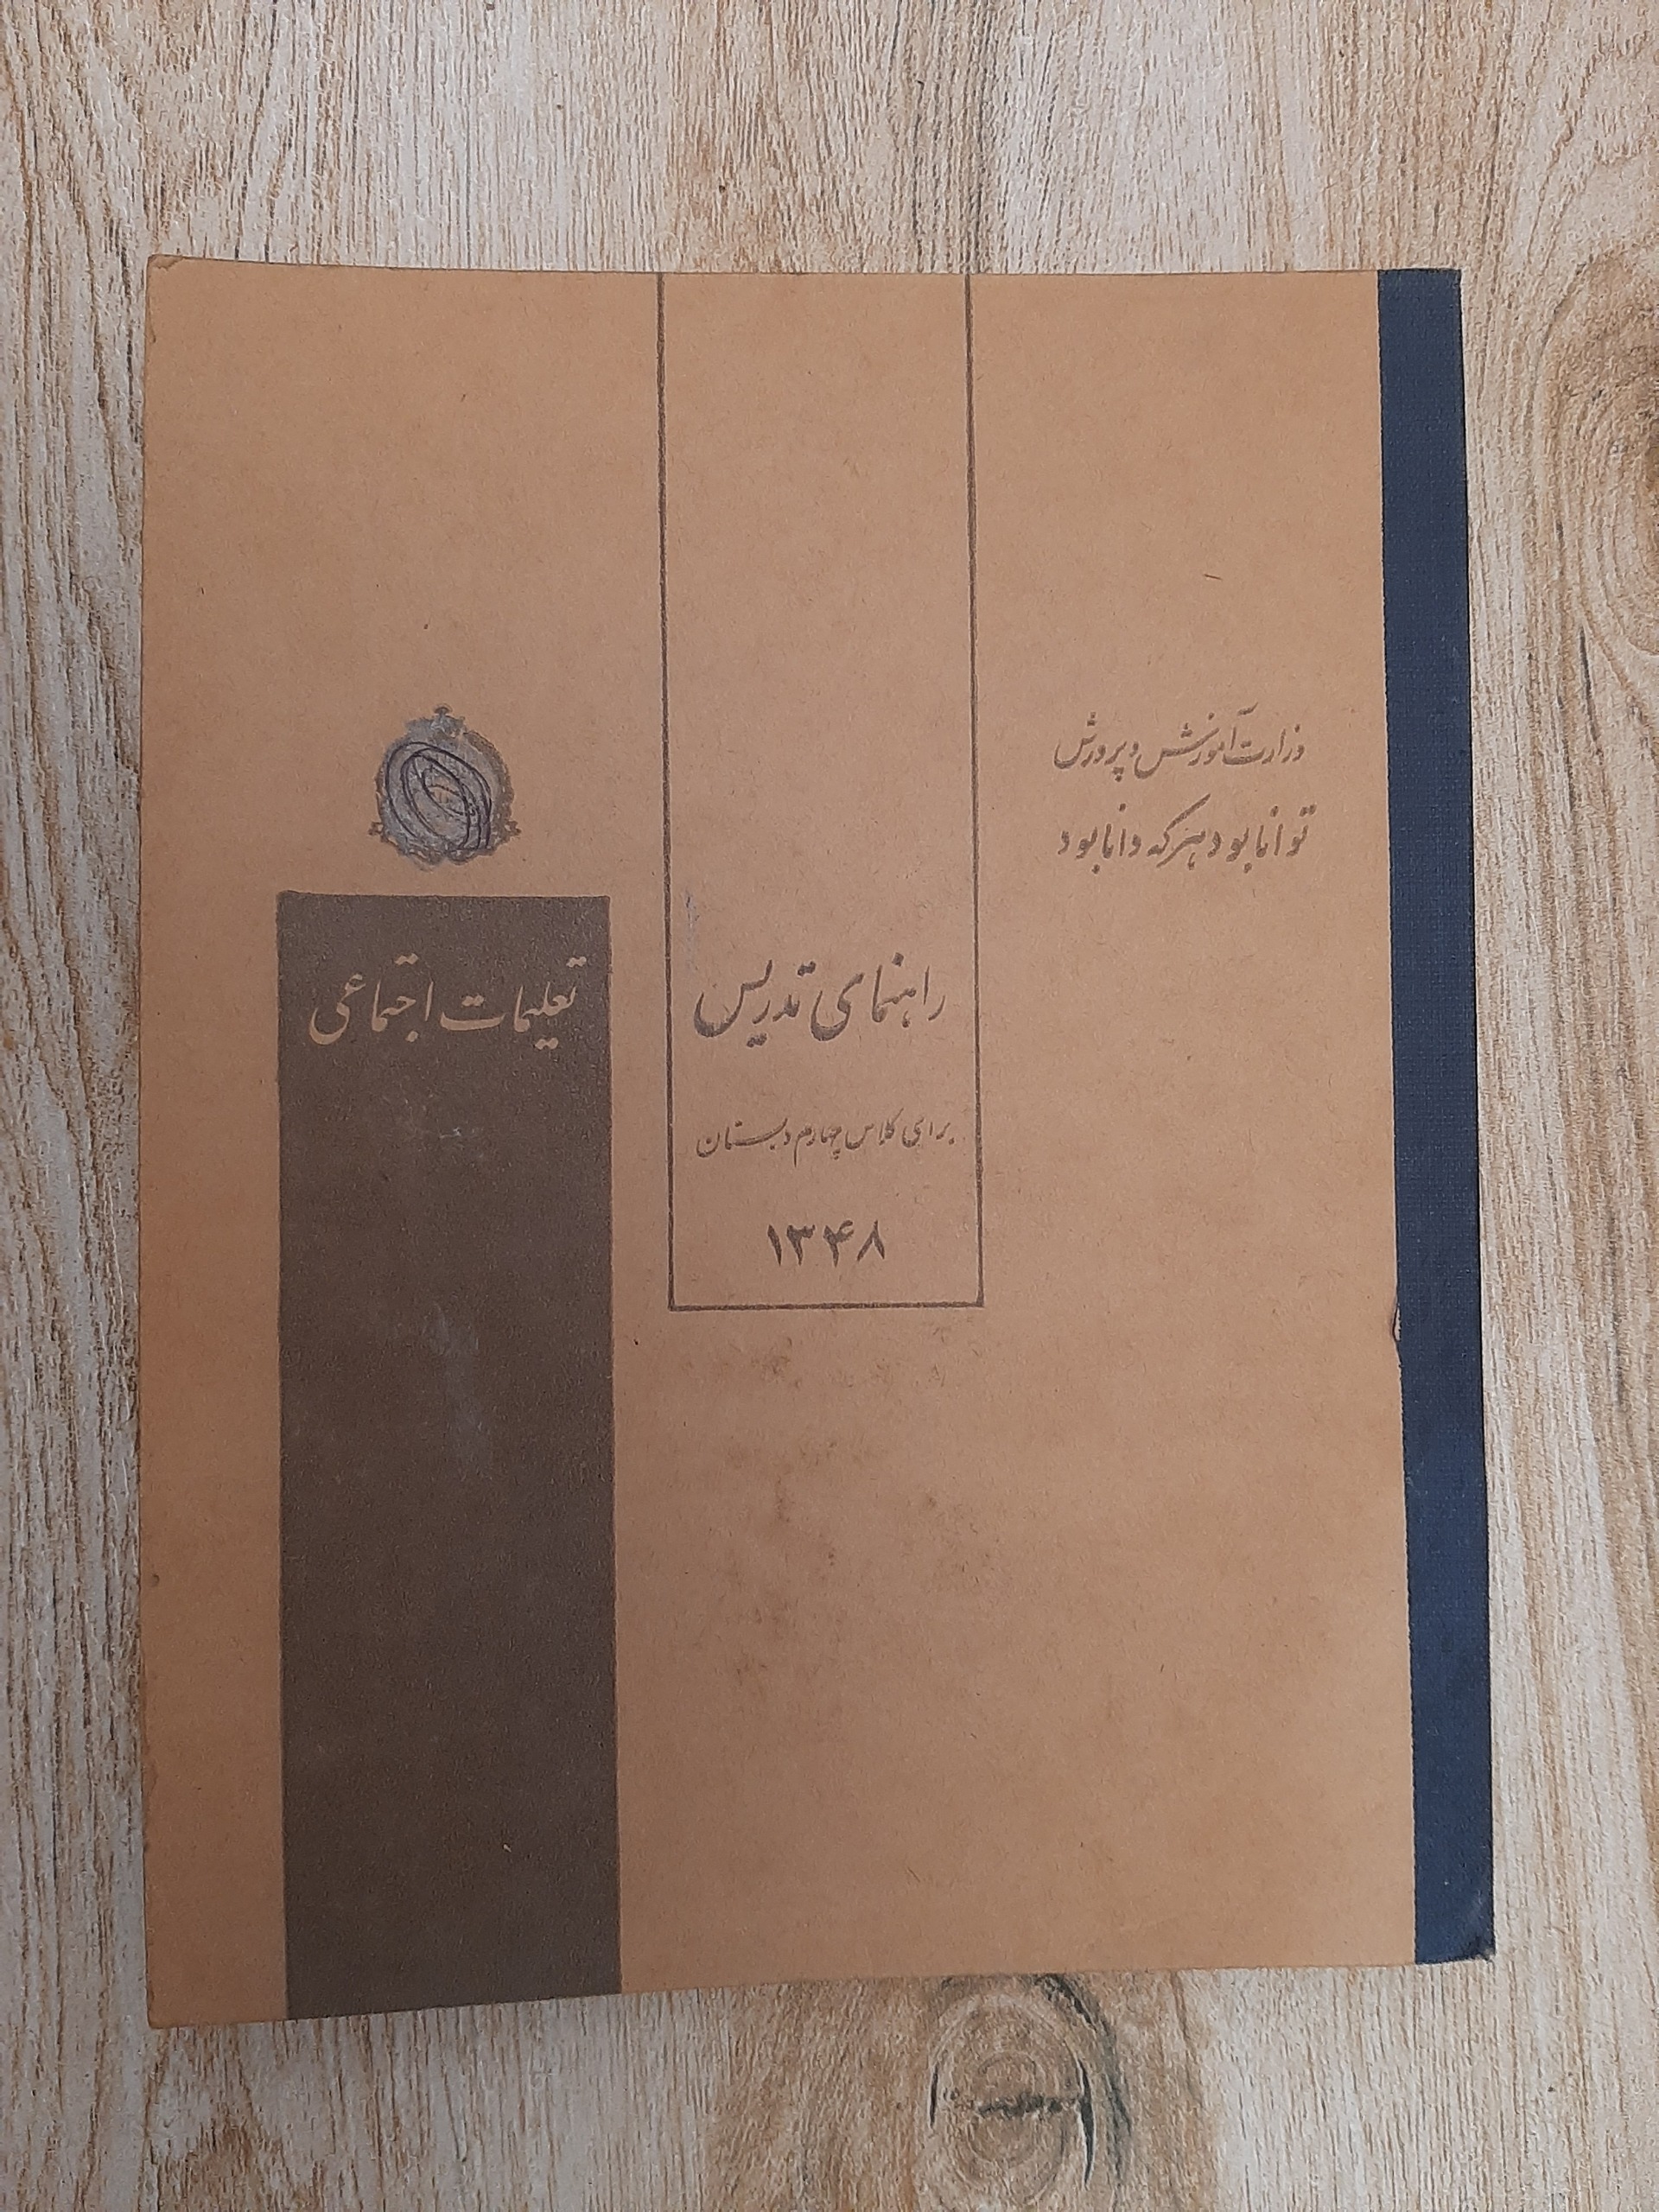 وزارت آموزش و پرورش
توانا بود هر که دانا بود
راهنمای تدریس
برای کلاس چهارم دبستان
۱۳۴۸
تعلیمات اجتماعی